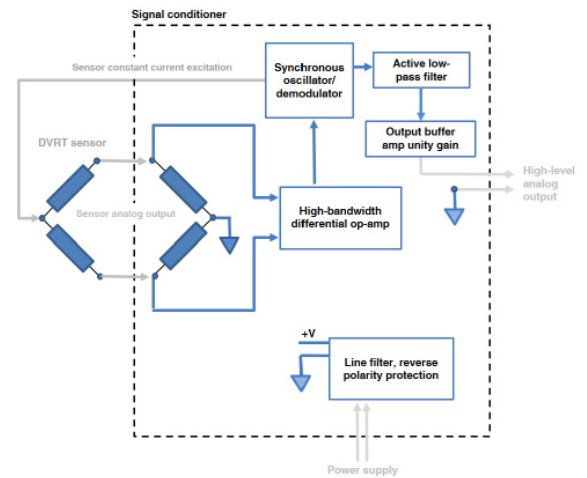 Signal conditioner
Sensor constant current excitation
Synchronous
oscillator/
demodulator
Active low-
pass filter
Output buffer
amp unity gain
DVRT sensor
High-level
analog
output
Sensor analog output
High-bandwidth
differential op-amp
+V
Line filter, reverse
polarity protection
Power supply